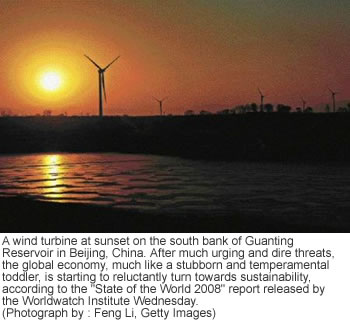 A wind turbine at sunset on the south bank of Guanting
Reservoir in Beijing, China. After much urging and dire threats,
the global economy, much like a stubborn and temperamental
toddler, is starting to reluctantly turn towards sustainability,
according to the "State of the World 2008" report released by
the Worldwatch Institute Wednesday.
(Photograph by : Feng Li, Getty Images)